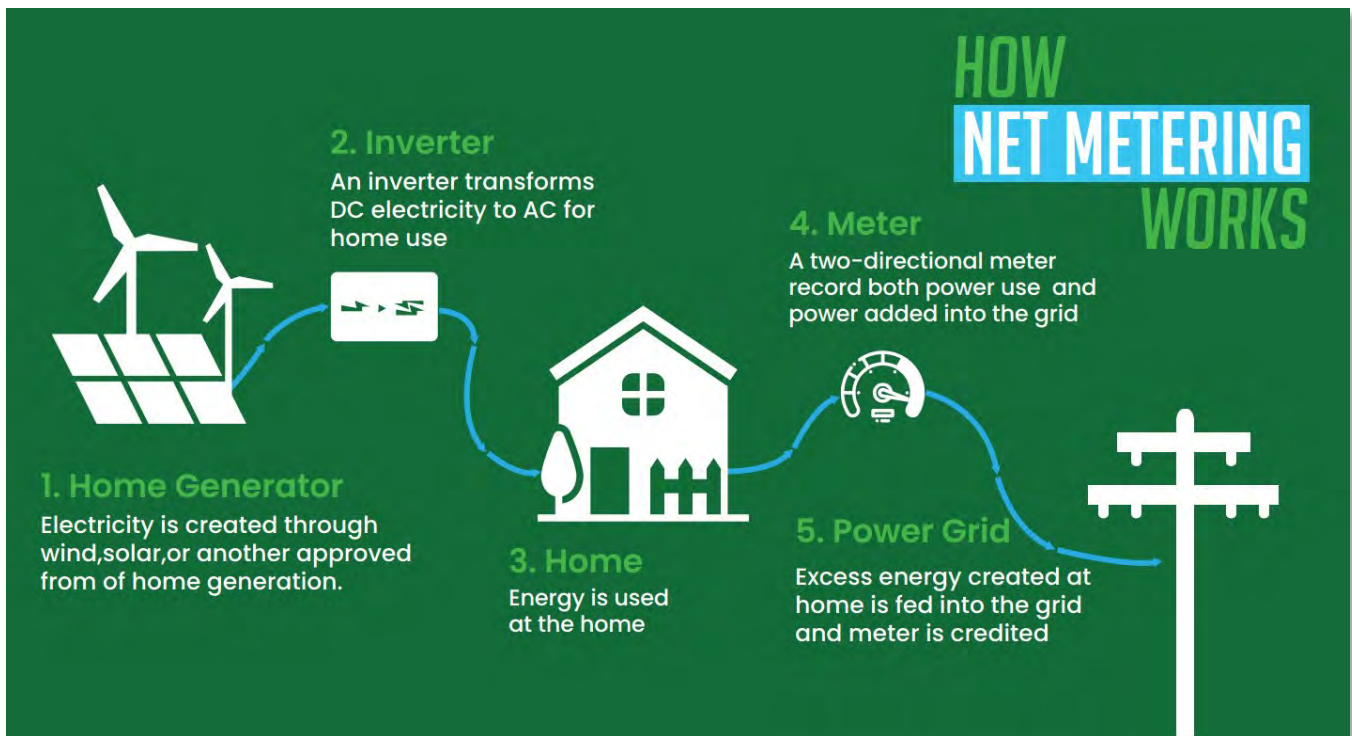 HOW
NET METERING
WORKS
1. Home Generator
Electricity is created through
wind,solar,or another approved
from of home generation.
2. Inverter
An inverter transforms
DC electricity to AC for
home use
3. Home
Energy is used
at the home
4. Meter
A two-directional meter
record both power use and
power added into the grid
5. Power Grid
Excess energy created at
home is fed into the grid
and meter is credited